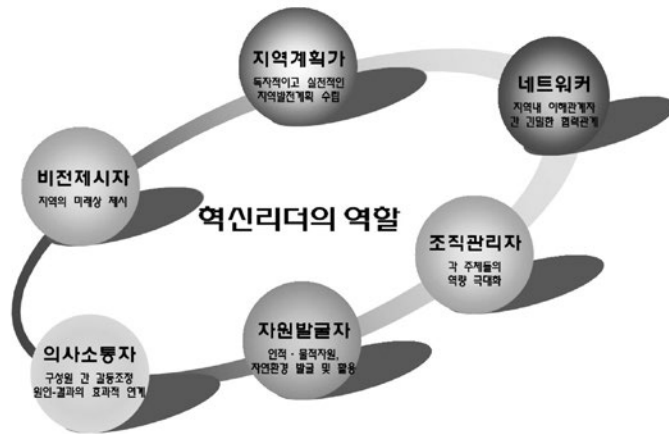 지역계획가
독자적이고 실전적인
지역발전계획 수립
네트워커
지역내 이해관계자
간 긴밀한 협력관계
비전제시자
지역의 미래상 제시
혁신리더의 역할
조직관리자
각 주체들의
역량 극대화
자원발굴자
인적·물적자원,
자연환경 발굴 및 활용
의사소통자
구성원 간 갈등조정
원인-결과의 효과적 연계